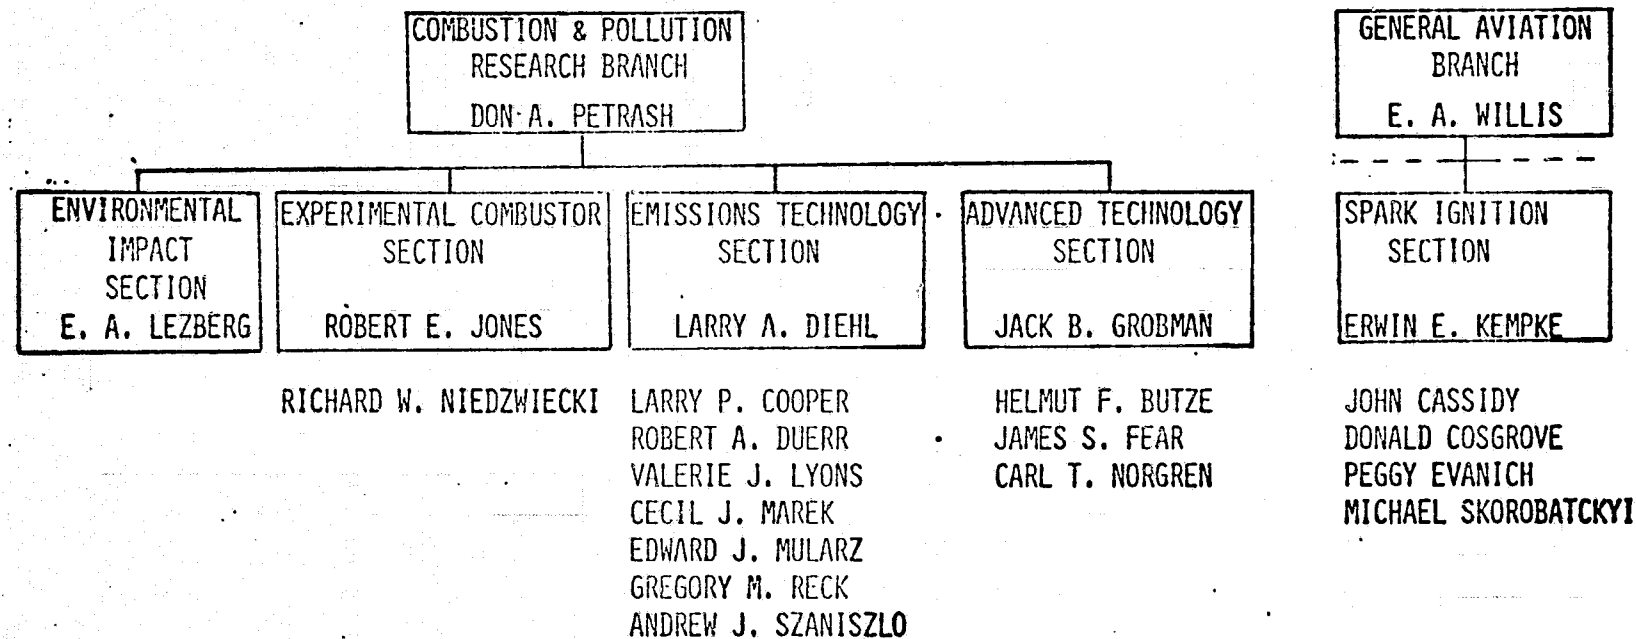 COMBUSTION & POLLUTION
RESEARCH BRANCH
DON A. PETRASH
GENERAL AVIATION
BRANCH
E. A. WILLIS
ENVIRONMENTAL
IMPACT
SECTION
E. A. LEZBERG
EXPERIMENTAL COMBUSTOR
SECTION
ROBERT E. JONES
RICHARD W. NIEDZWIECKI
EMISSIONS TECHNOLOGY
SECTION
LARRY A. DIEHL
LARRY P. COOPER
ROBERT A. DUERR
VALERIE J. LYONS
CECIL J. MAREK
EDWARD J. MULARZ
GREGORY M. RECK
ANDREW J. SZANISZLO
ADVANCED TECHNOLOGY
SECTION
JACK B. GROBMAN
HELMUT F. BUTZE
JAMES S. FEAR
CARL T. NORGREN
SPARK IGNITION
SECTION
ERWIN E. KEMPKE
JOHN CASSIDY
DONALD COSGROVE
PEGGY EVANICH
MICHAEL SKOROBATCKYI